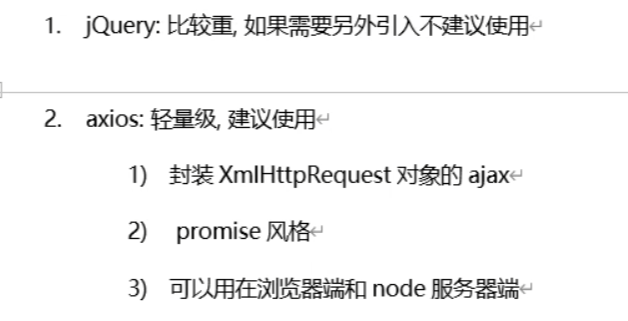 1. jQuery: 比较重, 如果需要另外引入不建议使用↵
2. axios: 轻量级, 建议使用↵
1) 封装 XmlHttpRequest 对象的 ajax↵
2) promise 风格↵
3) 可以用在浏览器端和 node 服务器端↵